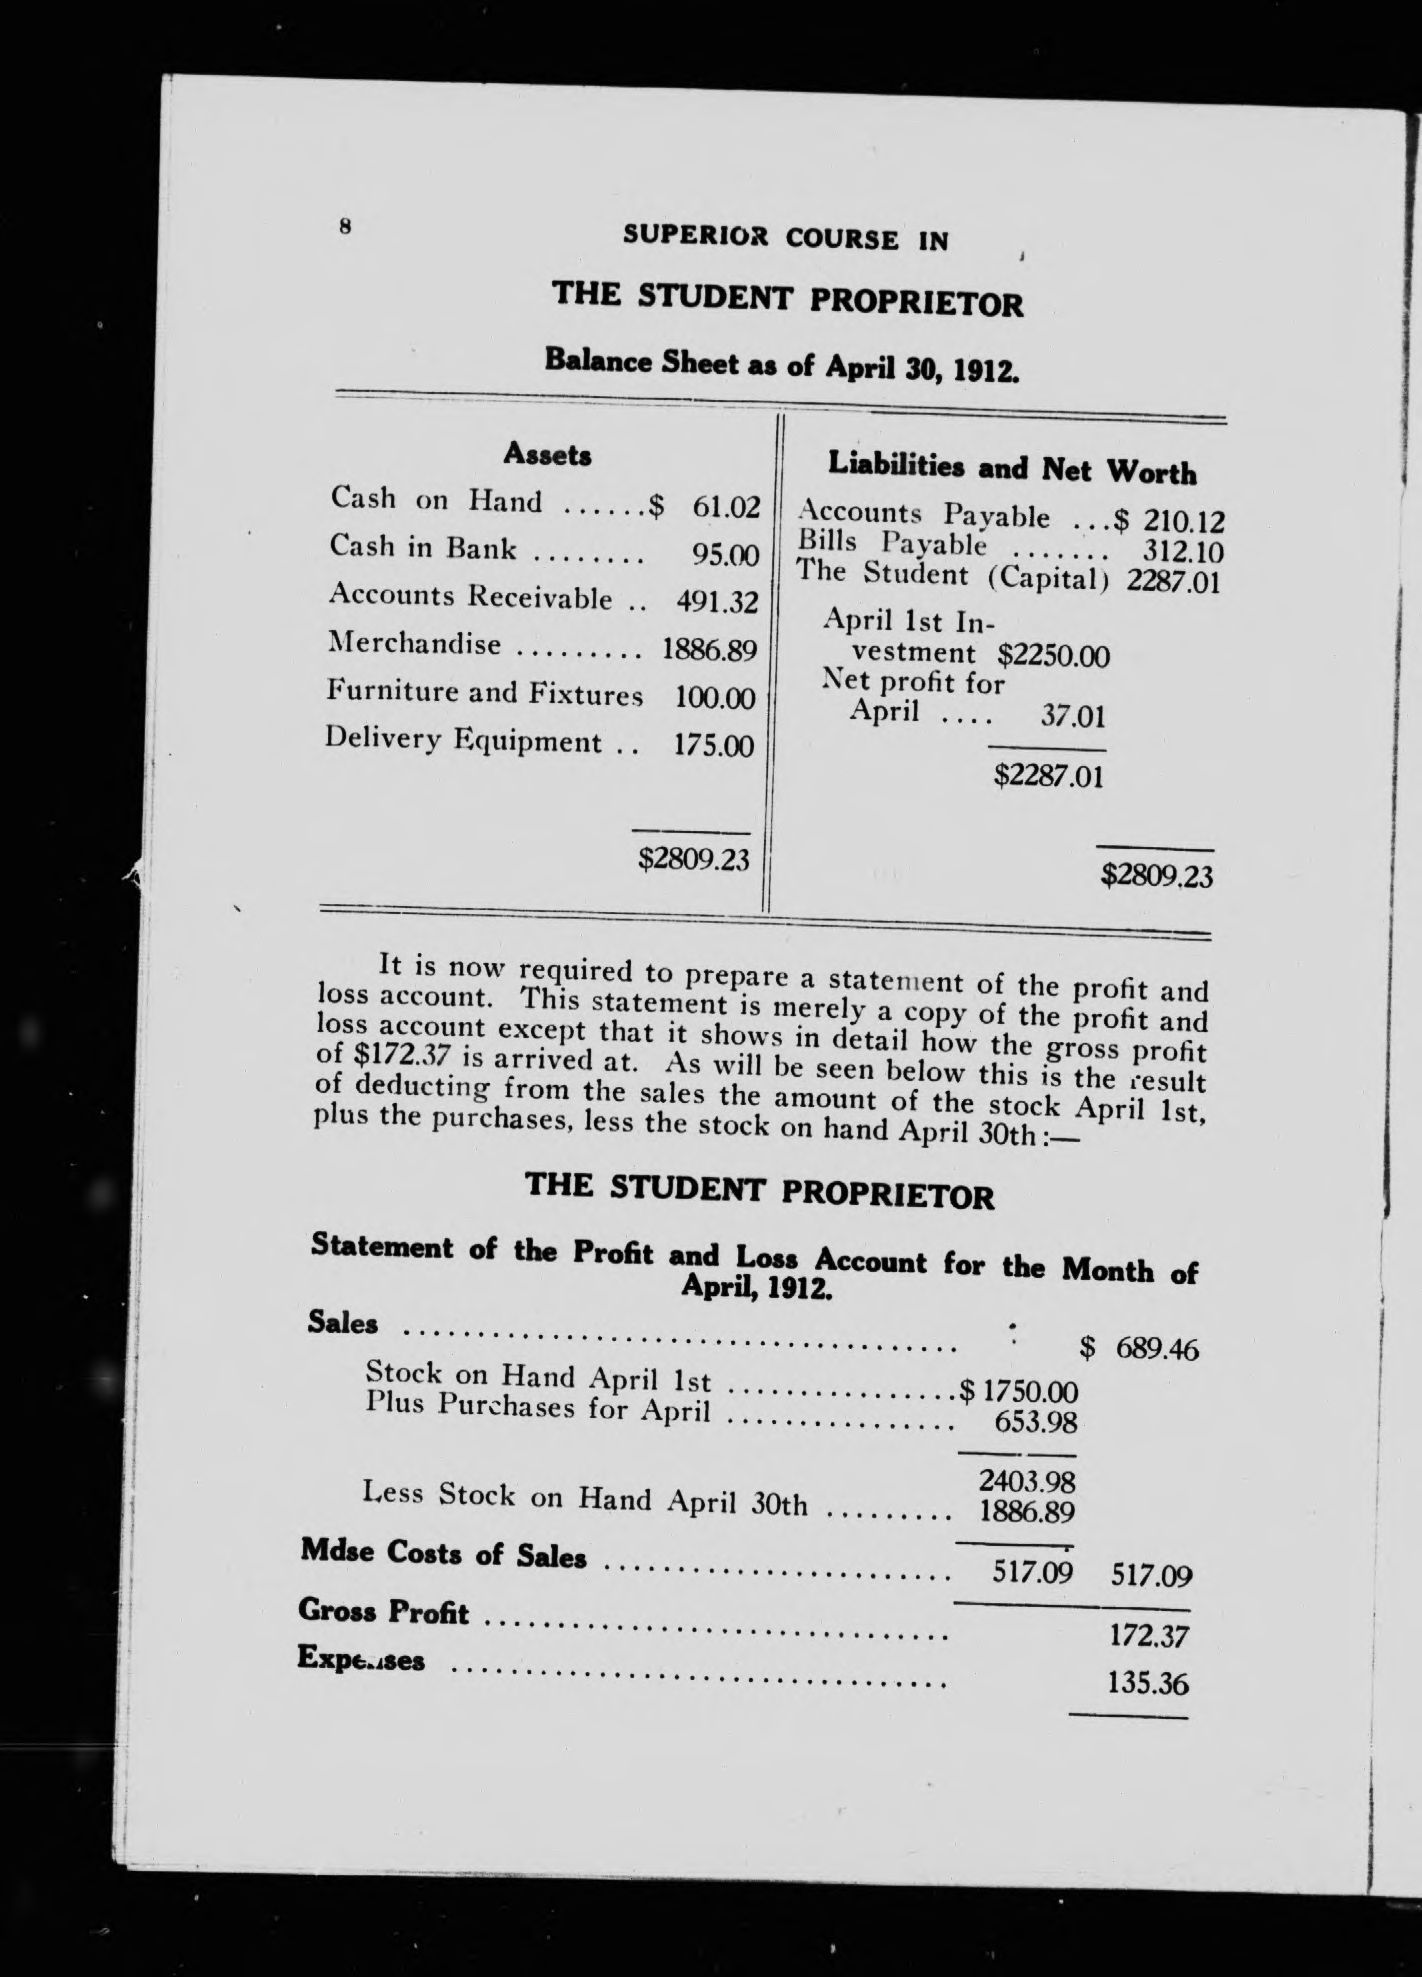 8
SUPERIOR COURSE IN
THE STUDENT PROPRIETOR
Balance Sheet as of April 30, 1912.
Assets
Cash on Hand ......$ 61.02
Cash in Bank ........ 95.00
Accounts Receivable .. 491.32
Merchandise ......... 1886.89
Furniture and Fixtures 100.00
Delivery Equipment .. 175.00
$2809.23
Liabilities and Net Worth
Accounts Payable ...$ 210.12
Bills Payable ....... 312.10
The Student (Capital) 2287.01
April 1st In-
vestment $2250.00
Net profit for
April .... 37.01
$2287.01
$2809.23
It is now required to prepare a statement of the profit and
loss account. This statement is merely a copy of the profit and
loss account except that it shows in detail how the gross profit
of $172.37 is arrived at. As will be seen below this is the result
of deducting from the sales the amount of the stock April 1st,
plus the purchases, less the stock on hand April 30th:—
THE STUDENT PROPRIETOR
Statement of the Profit and Loss Account for the Month of
April, 1912.
Sales ...................................... $ 689.46
Stock on Hand April 1st ................$ 1750.00
Plus Purchases for April ................ 653.98
2403.98
Less Stock on Hand April 30th ......... 1886.89
Mdse Costs of Sales ........................ 517.09 517.09
Gross Profit ................................ 172.37
Expenses .................................. 135.36